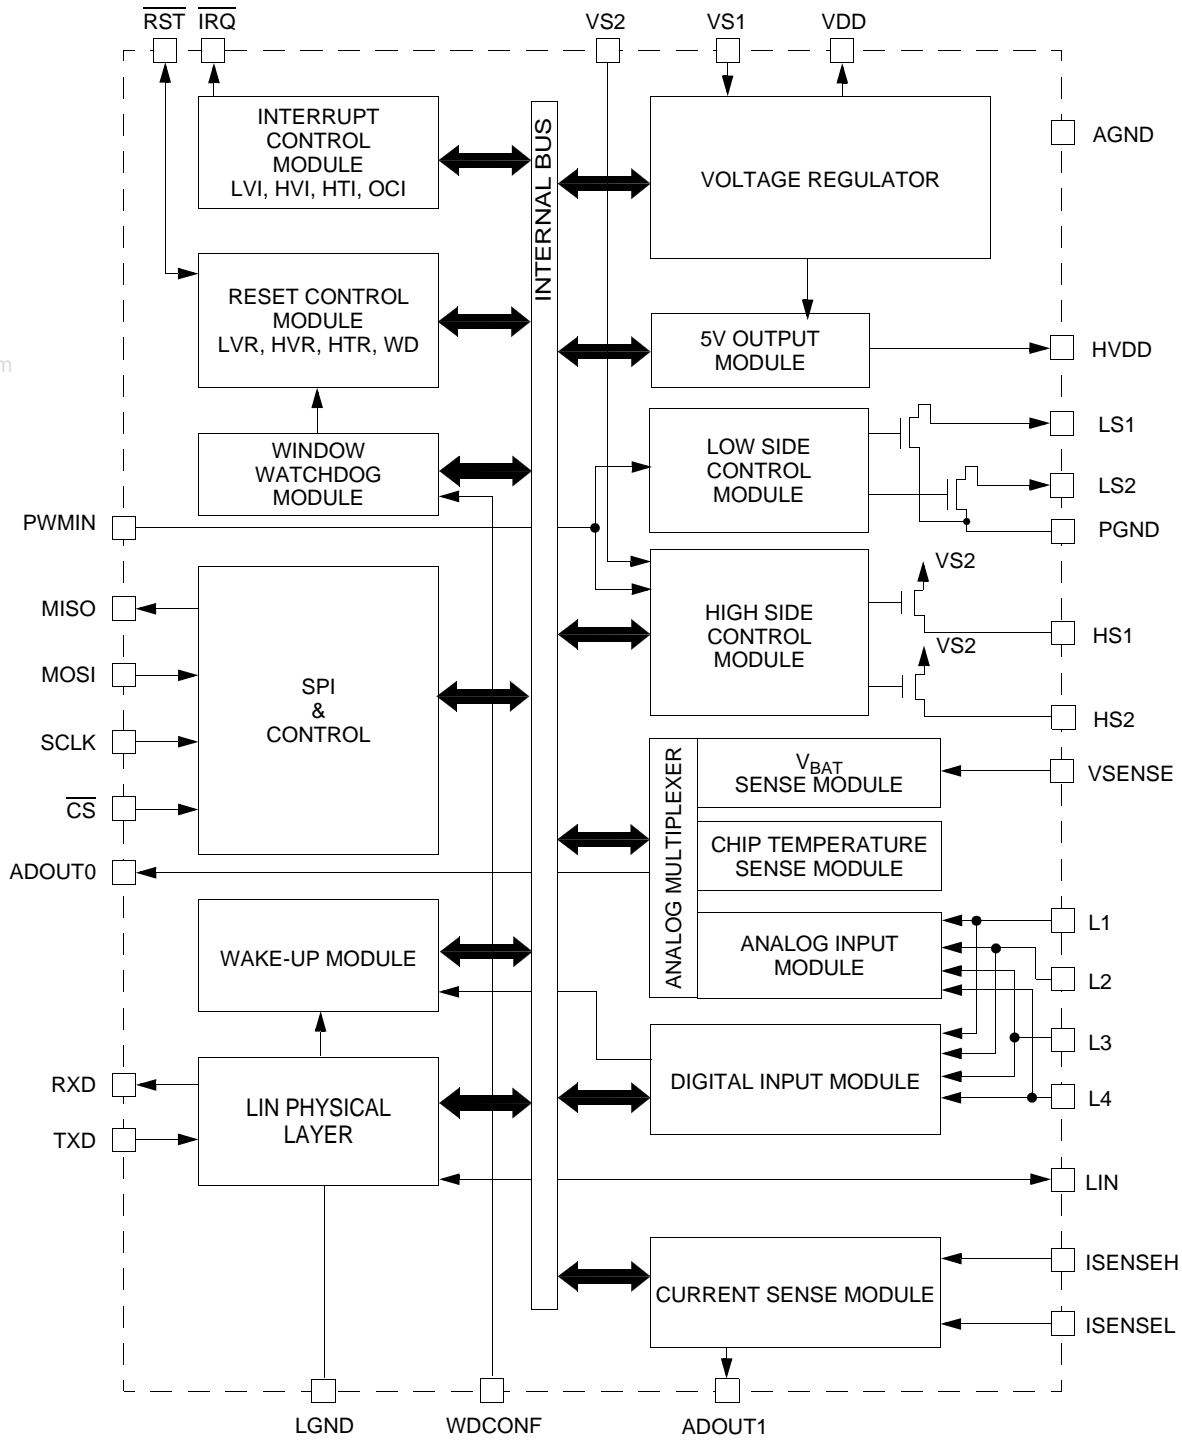 RST IRQ VS2 VS1 VDD
INTERRUPT
CONTROL
MODULE
LVI, HVI, HTI, OCI
INTERNAL BUS
VOLTAGE REGULATOR
AGND
RESET CONTROL
MODULE
LVR, HVR, HTR, WD
5V OUTPUT
MODULE
HVDD
m
WINDOW
WATCHDOG
MODULE
LOW SIDE
CONTROL
MODULE
LS1
LS2
PWMIN
PGND
MISO
MOSI
SCLK
CS
SPI
&
CONTROL
HIGH SIDE
CONTROL
MODULE
VS2
HS1
VS2
HS2
ANALOG MULTIPLEXER
VBAT
SENSE MODULE
VSENSE
CHIP TEMPERATURE
SENSE MODULE
ADOUT0
WAKE-UP MODULE
ANALOG INPUT
MODULE
L1
L2
L3
L4
DIGITAL INPUT MODULE
RXD
TXD
LIN PHYSICAL
LAYER
LIN
CURRENT SENSE MODULE
ISENSEH
ISENSEL
LGND WDCONF ADOUT1